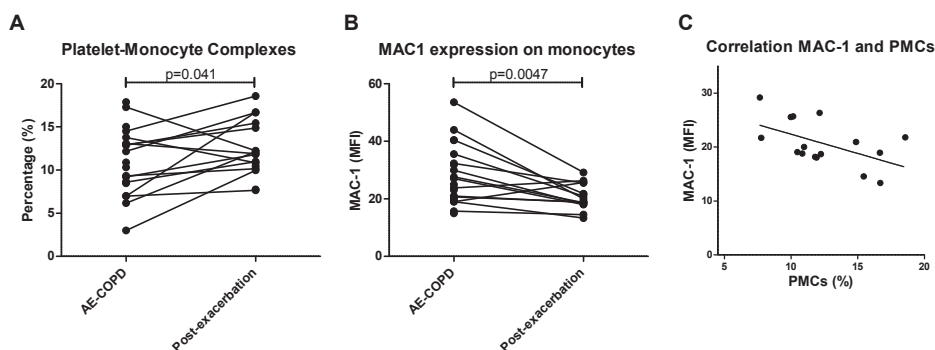 A
Platelet-Monocyte Complexes
p=0.041
20
15
10
5
0
Percentage (%)
AE-COPD
Post-exacerbation
B
MAC1 expression on monocytes
p=0.0047
60
40
20
0
MAC-1 (MFI)
AE-COPD
Post-exacerbation
C
Correlation MAC-1 and PMCs
30
20
10
0
MAC-1 (MFI)
5
10
15
20
PMCs (%)